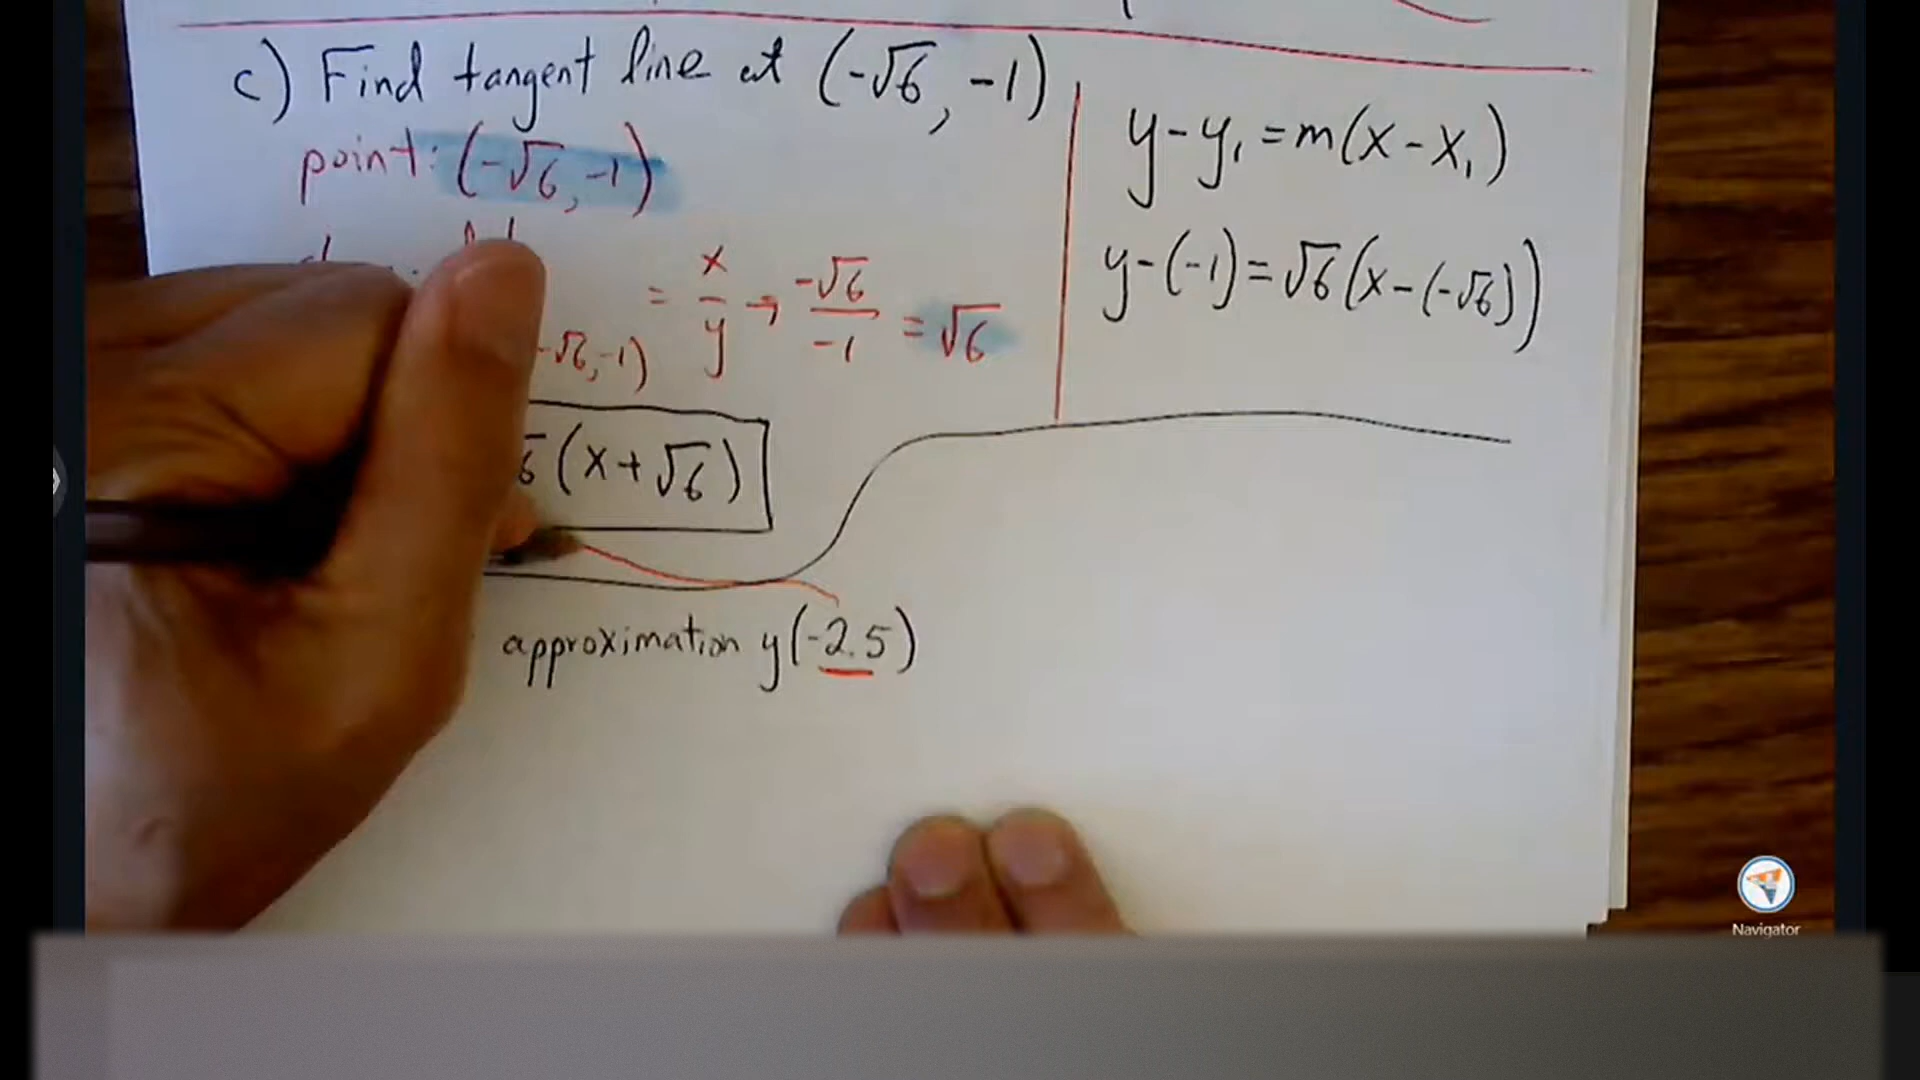 c) Find tangent line at (-√6, -1)
point: (-√6, -1)
= x/y → -√6/-1 = √6
-√6, -1)
(x+√6)
approximation y(-2.5)
y-y₁ = m(x-x₁)
y-(-1) = √6(x-(-√6))
Navigator